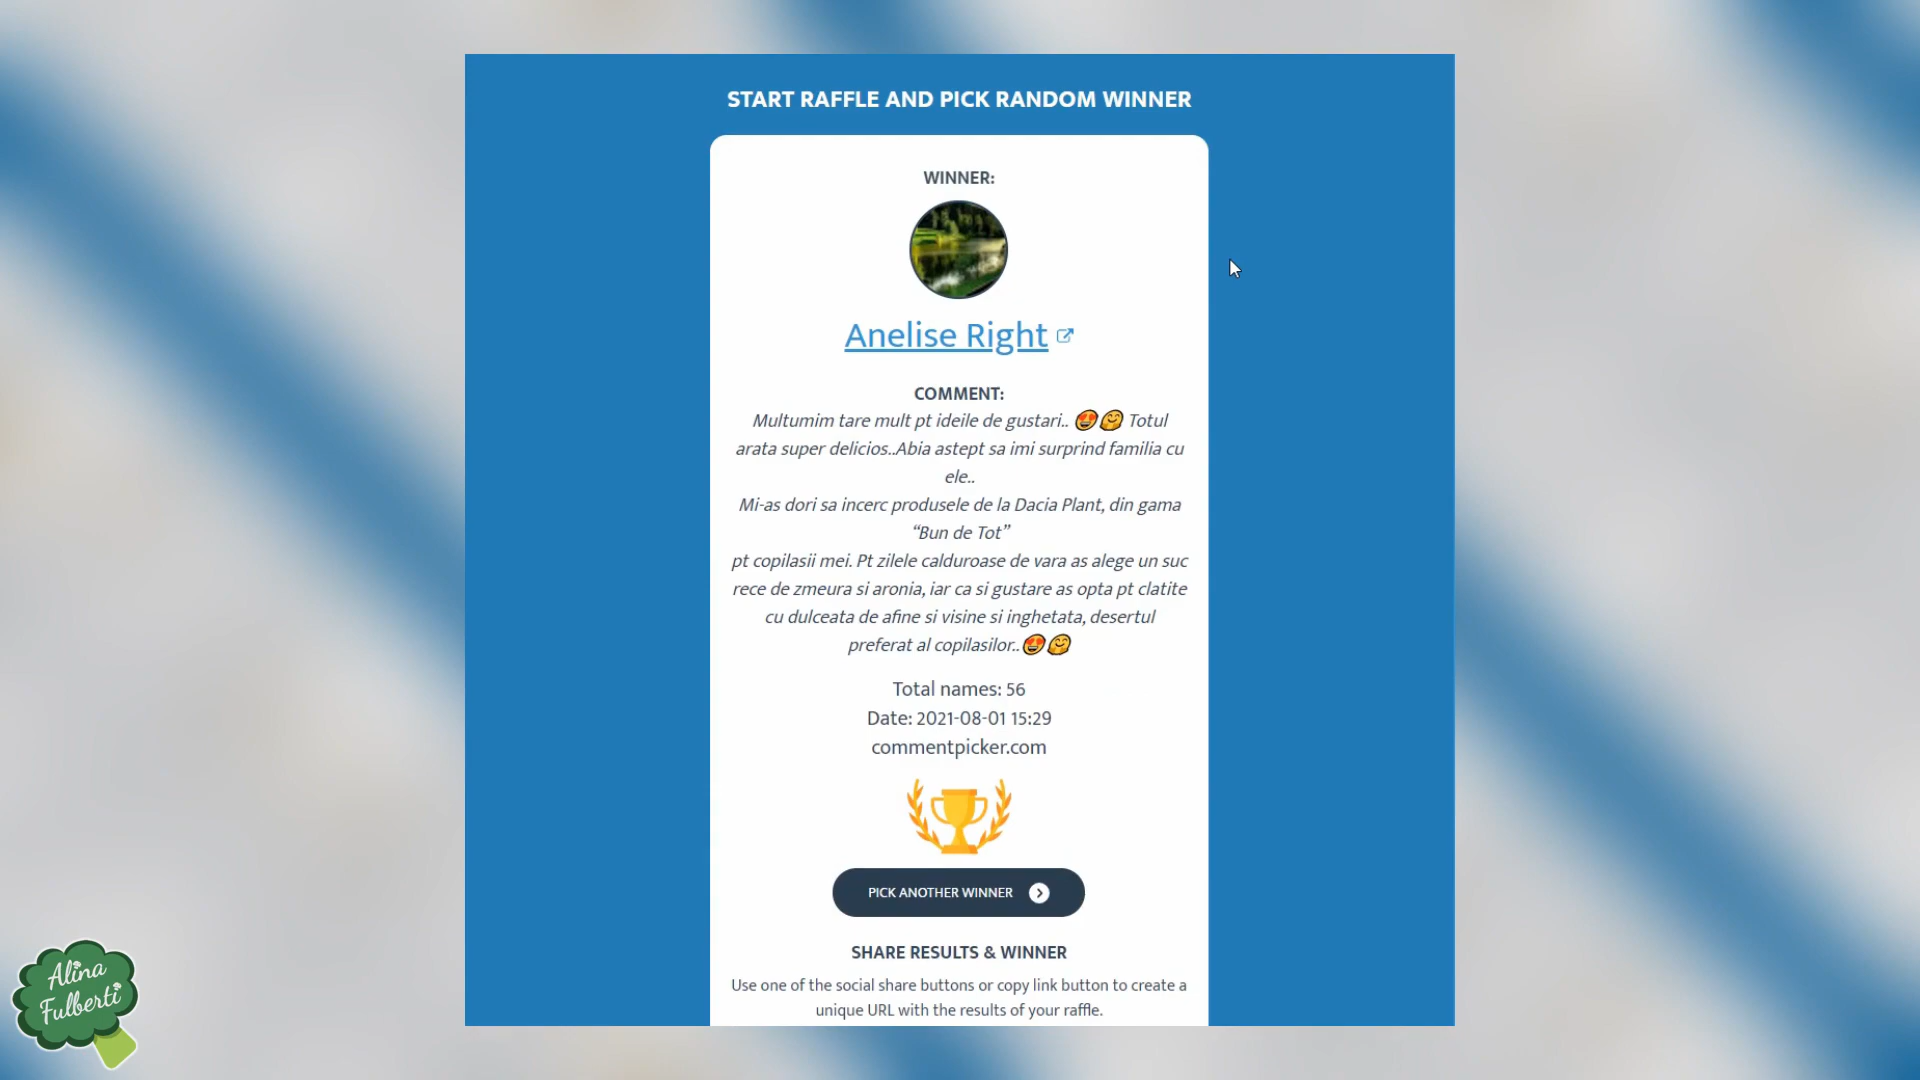 START RAFFLE AND PICK RANDOM WINNER
WINNER:
Anelise Right
COMMENT:
Multumim tare mult pt ideile de gustari.. 😍🤗 Totul
arata super delicios..Abia astept sa imi surprind familia cu
ele..
Mi-as dori sa incerc produsele de la Dacia Plant, din gama
“Bun de Tot”
pt copilasii mei. Pt zilele calduroase de vara as alege un suc
rece de zmeura si aronia, iar ca si gustare as opta pt clatite
cu dulceata de afine si visine si inghetata, desertul
preferat al copilasilor..😍🤗
Total names: 56
Date: 2021-08-01 15:29
commentpicker.com
PICK ANOTHER WINNER
SHARE RESULTS & WINNER
Use one of the social share buttons or copy link button to create a
unique URL with the results of your raffle.
Alina
Fulberti